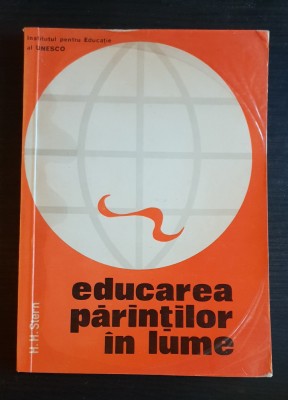 Institutul pentru Educație
al UNESCO
educarea
părinților
în lume
H. H. Stern